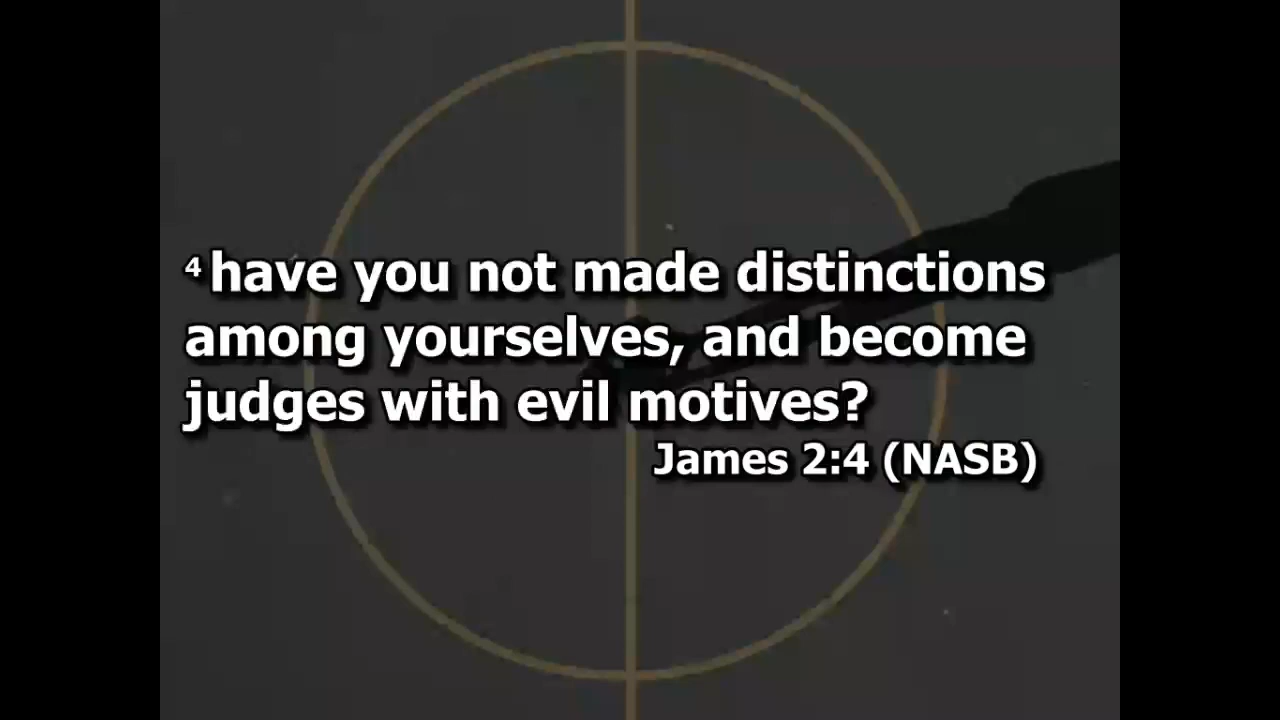 4 have you not made distinctions
among yourselves, and become
judges with evil motives?
James 2:4 (NASB)